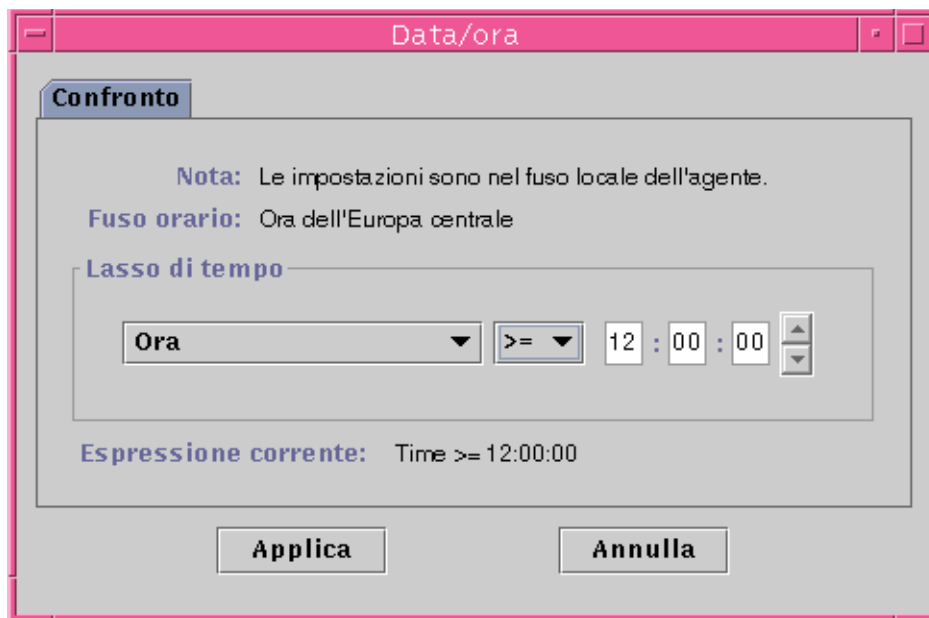 Data/ora
Confronto
Nota: Le impostazioni sono nel fuso locale dell'agente.
Fuso orario: Ora dell'Europa centrale
Lasso di tempo
Ora >= 12 : 00 : 00
Espressione corrente: Time >= 12:00:00
Applica Annulla